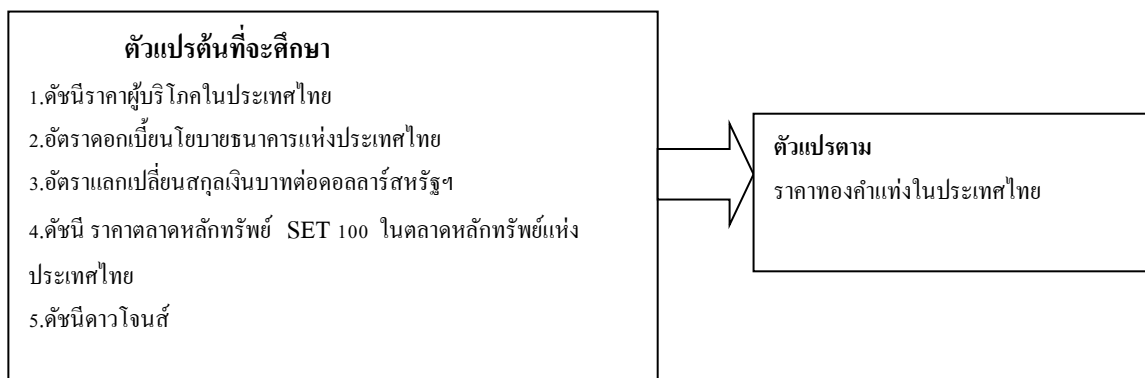 ตัวแปรต้นที่จะศึกษา
1.ดัชนีราคาผู้บริโภคในประเทศไทย
2.อัตราดอกเบี้ยนโยบายธนาคารแห่งประเทศไทย
3.อัตราแลกเปลี่ยนสกุลเงินบาทต่อดอลลาร์สหรัฐฯ
4.ดัชนี ราคาตลาดหลักทรัพย์ SET 100 ในตลาดหลักทรัพย์แห่ง
ประเทศไทย
5.ดัชนีดาวโจนส์
ตัวแปรตาม
ราคาทองคำแท่งในประเทศไทย